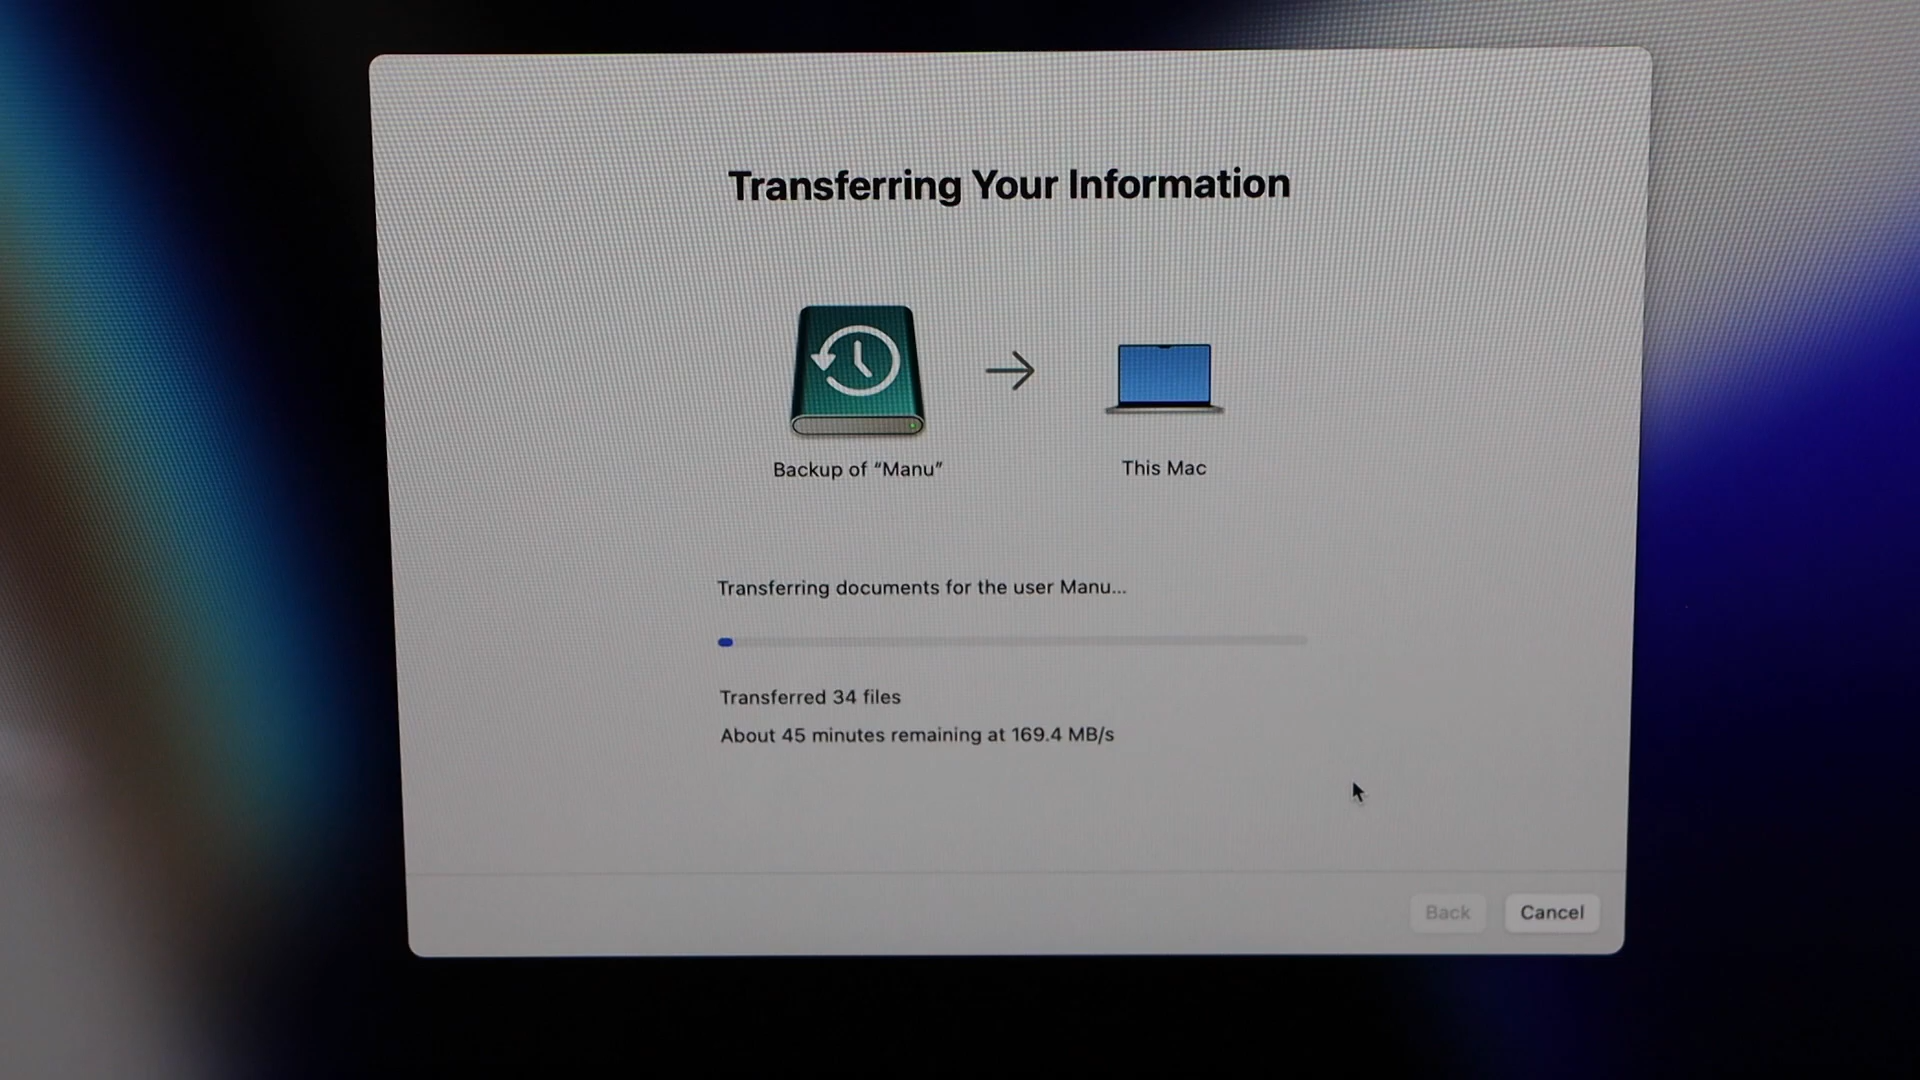 Transferring Your Information
Backup of “Manu”
This Mac
Transferring documents for the user Manu...
Transferred 34 files
About 45 minutes remaining at 169.4 MB/s
Back
Cancel